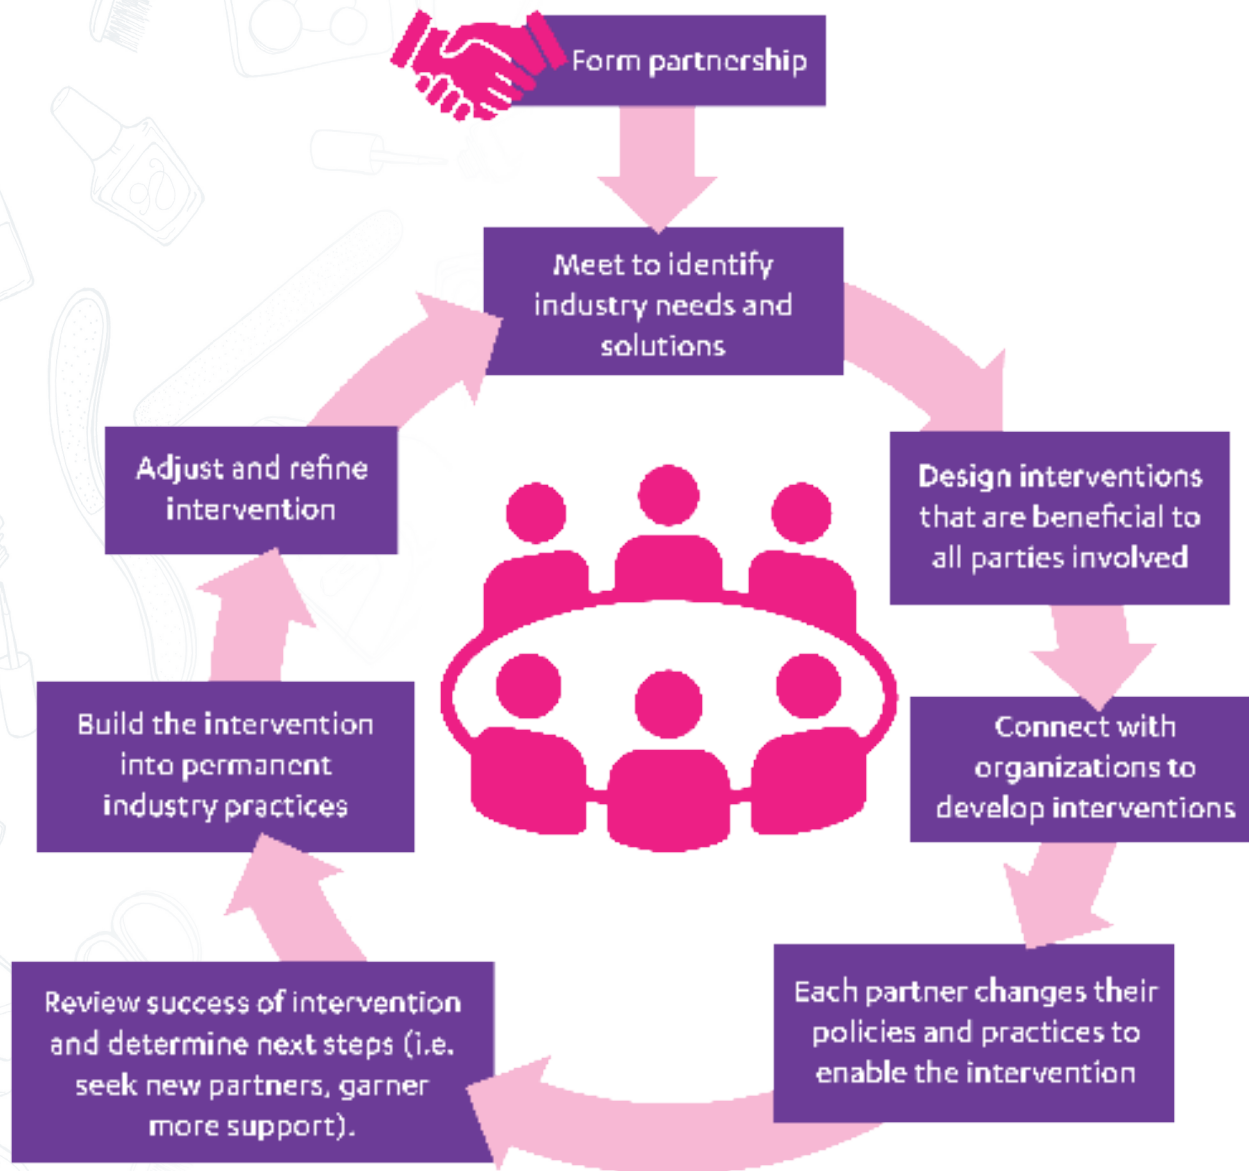 Form partnership
Meet to identify
industry needs and
solutions
Design interventions
that are beneficial to
all parties involved
Connect with
organizations to
develop interventions
Each partner changes their
policies and practices to
enable the intervention
Review success of intervention
and determine next steps (i.e.
seek new partners, garner
more support).
Build the intervention
into permanent
industry practices
Adjust and refine
intervention